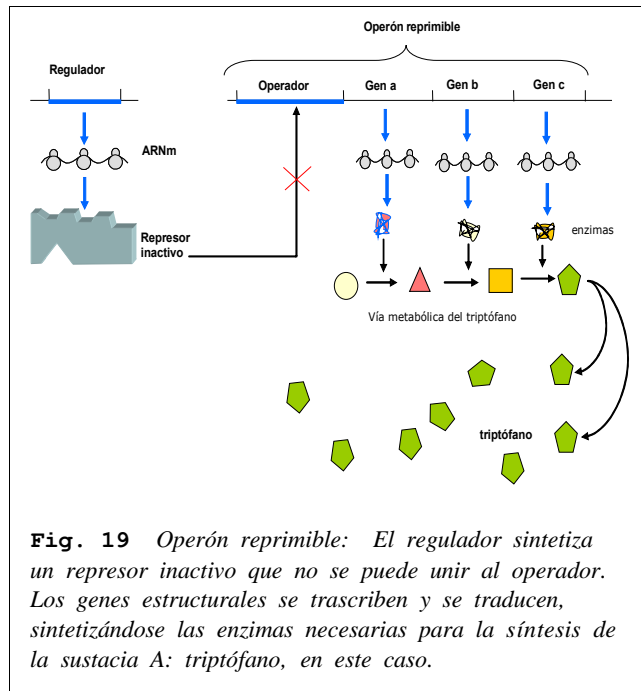 Operón reprimible
Regulador
Operador
Gen a
Gen b
Gen c
ARNm
Represor
inactivo
enzimas
Vía metabólica del triptófano
triptófano
Fig. 19 Operón reprimible: El regulador sintetiza
un represor inactivo que no se puede unir al operador.
Los genes estructurales se trascriben y se traducen,
sintetizándose las enzimas necesarias para la síntesis de
la sustacia A: triptófano, en este caso.